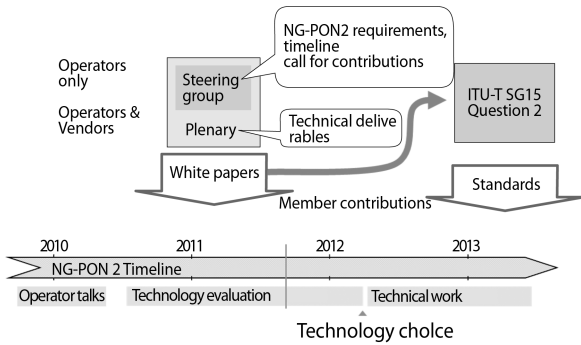 NG-PON2 requirements,
timeline
call for contributions
Operators
only
Steering
group
ITU-T SG15
Question 2
Operators &
Vendors
Plenary
Technical delive
rables
White papers
Standards
Member contributions
2010 2011 2012 2013
NG-PON 2 Timeline
Operator talks Technology evaluation Technical work
Technology cholce